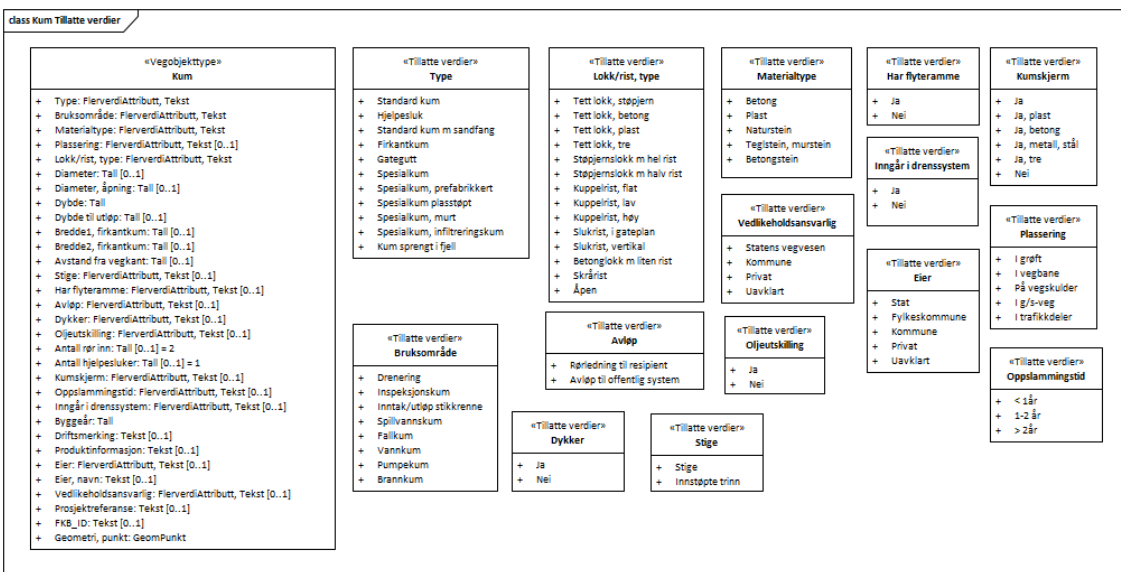 class Kum Tillatte verdier
«Vegobjekttype»
Kum
+ Type: FlerverdiAttributt, Tekst
+ Bruksområde: FlerverdiAttributt, Tekst
+ Materialtype: FlerverdiAttributt, Tekst
+ Plassering: FlerverdiAttributt, Tekst [0..1]
+ Lokk/rist, type: FlerverdiAttributt, Tekst
+ Diameter: Tall [0..1]
+ Diameter, åpning: Tall [0..1]
+ Dybde: Tall
+ Dybde til utløp: Tall [0..1]
+ Bredde1, firkantkum: Tall [0..1]
+ Bredde2, firkantkum: Tall [0..1]
+ Avstand fra vegkant: Tall [0..1]
+ Stige: FlerverdiAttributt, Tekst [0..1]
+ Har flyteramme: FlerverdiAttributt, Tekst [0..1]
+ Avløp: FlerverdiAttributt, Tekst [0..1]
+ Dykker: FlerverdiAttributt, Tekst [0..1]
+ Oljeutskilling: FlerverdiAttributt, Tekst [0..1]
+ Antall rør inn: Tall [0..1] = 2
+ Antall hjelpesluker: Tall [0..1] = 1
+ Kumskjerm: FlerverdiAttributt, Tekst [0..1]
+ Oppslammingstid: FlerverdiAttributt, Tekst [0..1]
+ Inngår i drenssystem: FlerverdiAttributt, Tekst [0..1]
+ Byggeår: Tall
+ Driftsmerking: Tekst [0..1]
+ Produktinformasjon: Tekst [0..1]
+ Eier: FlerverdiAttributt, Tekst [0..1]
+ Eier, navn: Tekst [0..1]
+ Vedlikeholdsansvarlig: FlerverdiAttributt, Tekst [0..1]
+ Prosjektreferanse: Tekst [0..1]
+ FKB_ID: Tekst [0..1]
+ Geometri, punkt: GeomPunkt
«Tillatte verdier»
Type
+ Standard kum
+ Hjelpesluk
+ Standard kum m sandfang
+ Firkantkum
+ Gategutt
+ Spesialkum
+ Spesialkum, prefabrikkert
+ Spesialkum plasstøpt
+ Spesialkum, murt
+ Spesialkum, infiltreringskum
+ Kum sprengt i fjell
«Tillatte verdier»
Bruksområde
+ Drenering
+ Inspeksjonskum
+ Inntak/utløp stikkrenne
+ Spillvannskum
+ Fallkum
+ Vannkum
+ Pumpekum
+ Brannkum
«Tillatte verdier»
Lokk/rist, type
+ Tett lokk, støpjern
+ Tett lokk, betong
+ Tett lokk, plast
+ Tett lokk, tre
+ Støpjernslokk m hel rist
+ Støpjernslokk m halv rist
+ Kuppelrist, flat
+ Kuppelrist, lav
+ Kuppelrist, høy
+ Slukrist, i gateplan
+ Slukrist, vertikal
+ Betonglokk m liten rist
+ Skrårist
+ Åpen
«Tillatte verdier»
Avløp
+ Rørledning til resipient
+ Avløp til offentlig system
«Tillatte verdier»
Dykker
+ Ja
+ Nei
«Tillatte verdier»
Stige
+ Stige
+ Innstøpte trinn
«Tillatte verdier»
Materialtype
+ Betong
+ Plast
+ Naturstein
+ Teglstein, murstein
+ Betongstein
«Tillatte verdier»
Vedlikeholdsansvarlig
+ Statens vegvesen
+ Kommune
+ Privat
+ Uavklart
«Tillatte verdier»
Oljeutskilling
+ Ja
+ Nei
«Tillatte verdier»
Har flyteramme
+ Ja
+ Nei
«Tillatte verdier»
Inngår i drenssystem
+ Ja
+ Nei
«Tillatte verdier»
Eier
+ Stat
+ Fylkeskommune
+ Kommune
+ Privat
+ Uavklart
«Tillatte verdier»
Kumskjerm
+ Ja
+ Ja, plast
+ Ja, betong
+ Ja, metall, stål
+ Ja, tre
+ Nei
«Tillatte verdier»
Plassering
+ I grøft
+ I vegbane
+ På vegskulder
+ I g/s-veg
+ I trafikkdeler
«Tillatte verdier»
Oppslammingstid
+ < 1år
+ 1-2 år
+ > 2år